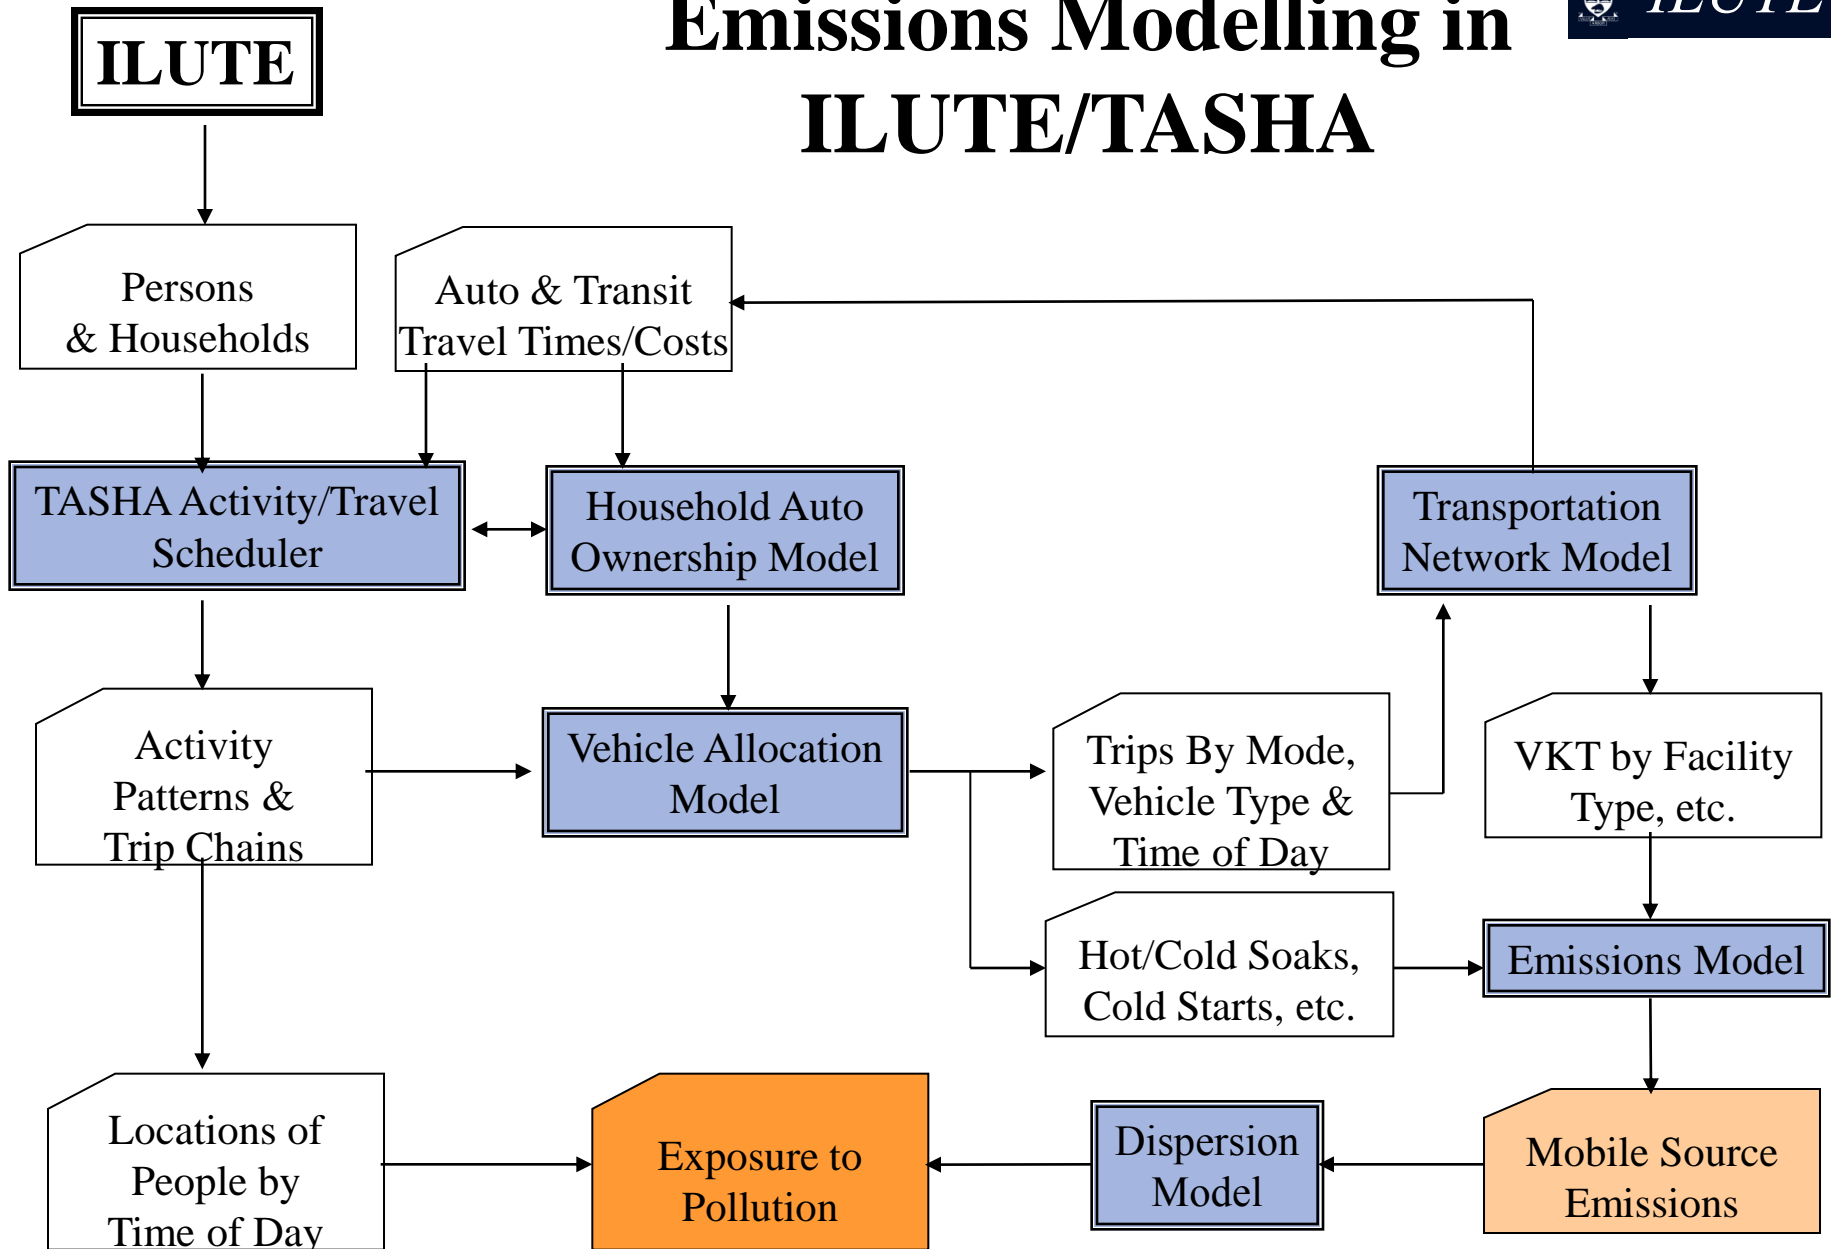 Emissions Modelling in
ILUTE/TASHA
ILUTE
ILUTE
Persons
& Households
Auto & Transit
Travel Times/Costs
TASHA Activity/Travel
Scheduler
Household Auto
Ownership Model
Transportation
Network Model
Activity
Patterns &
Trip Chains
Vehicle Allocation
Model
Trips By Mode,
Vehicle Type &
Time of Day
VKT by Facility
Type, etc.
Hot/Cold Soaks,
Cold Starts, etc.
Emissions Model
Locations of
People by
Time of Day
Exposure to
Pollution
Dispersion
Model
Mobile Source
Emissions